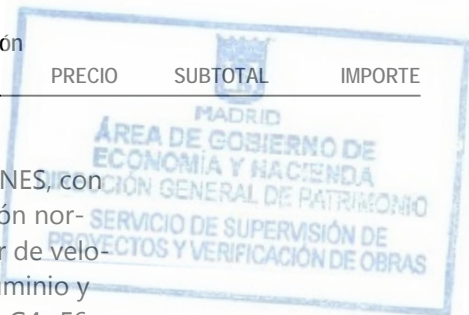 ón
PRECIO SUBTOTAL IMPORTE
MADRID
ÁREA DE GOBIERNO DE
ECONOMÍA Y HACIENDA
DIRECCIÓN GENERAL DE PATRIMONIO
SERVICIO DE SUPERVISIÓN DE
PROYECTOS Y VERIFICACIÓN DE OBRAS
NES, con
ón nor-
r de velo-
uminio y